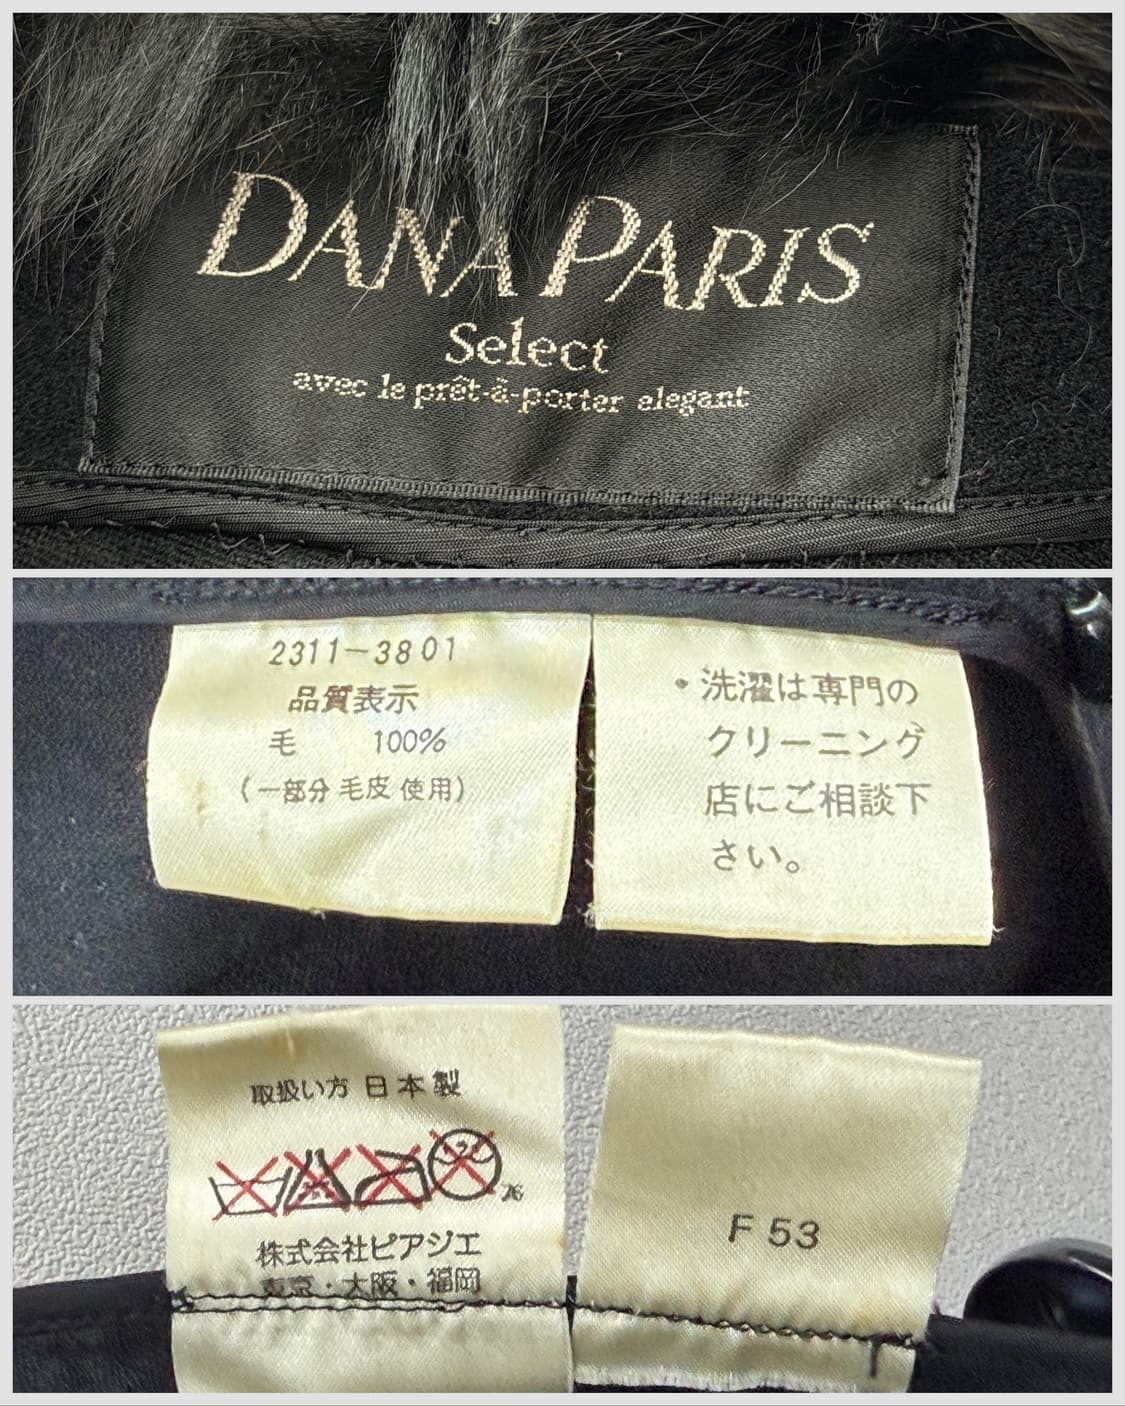 DANA PARIS
Select
avec le prêt-à-porter elegant
2311-3801
品質表示
毛 100%
(一部分 毛皮 使用)
・洗濯は専門の
クリーニング
店にご相談下
さい。
取扱い方 日本製
76
株式会社ピアジエ
東京・大阪・福岡
F 53